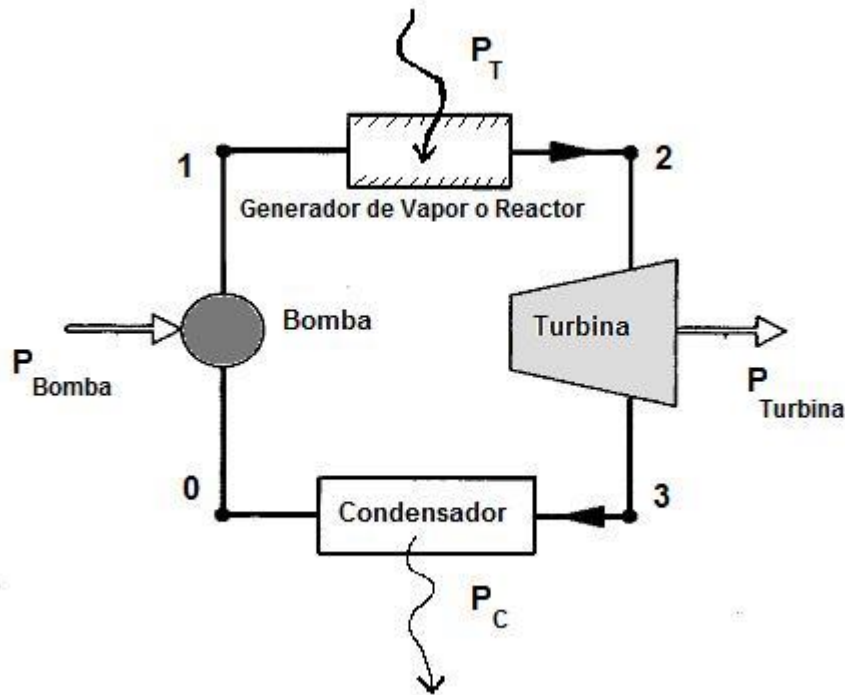 P_T
1
2
Generador de Vapor o Reactor
Bomba
Turbina
P_Bomba
P_Turbina
0
3
Condensador
P_C